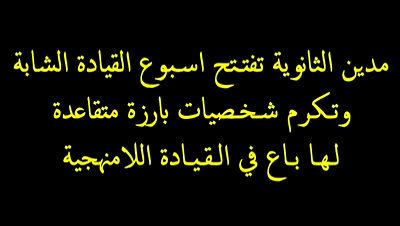 مدين الثانوية تفتتح اسبوع القيادة الشابة
وتكرم شخصيات بارزة متقاعدة
لها باع في القيادة اللامنهجية